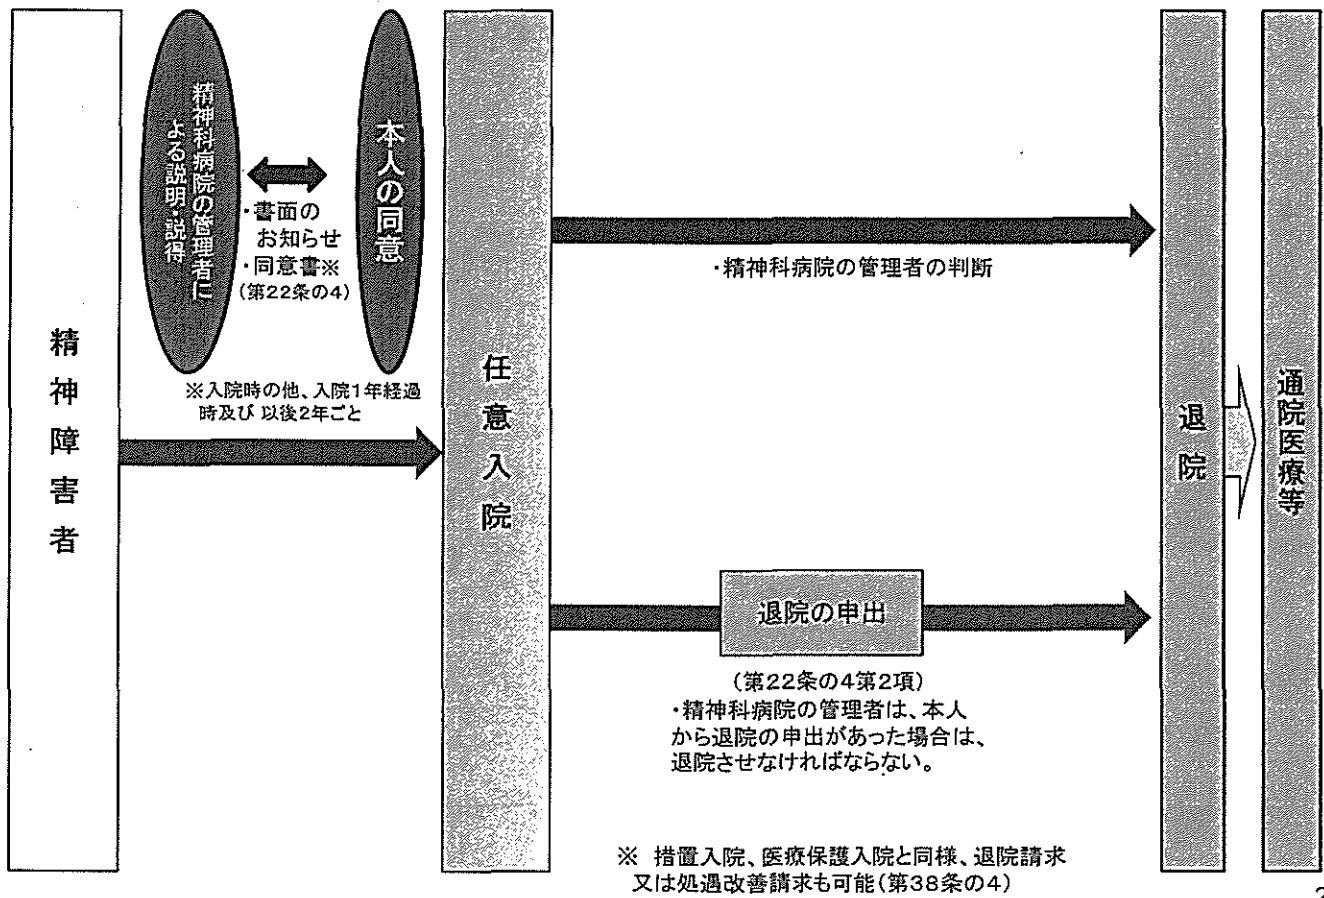 精神障害者
精神科病院の管理者に
よる説明・説得
・書面の
お知らせ
・同意書※
(第22条の4)
本人の同意
※入院時の他、入院1年経過
時及び 以後2年ごと
任意入院
・精神科病院の管理者の判断
退院の申出
(第22条の4第2項)
・精神科病院の管理者は、本人
から退院の申出があった場合は、
退院させなければならない。
※ 措置入院、医療保護入院と同様、退院請求
又は処遇改善請求も可能(第38条の4)
退院
通院医療等
2